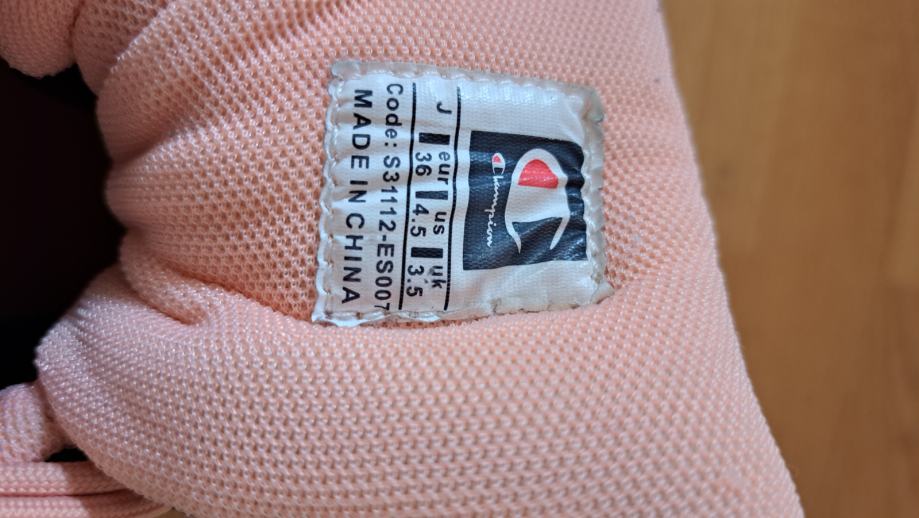 Champion
J eur us uk
36 4.5 3.5
Code: S31112-ES007
MADE IN CHINA